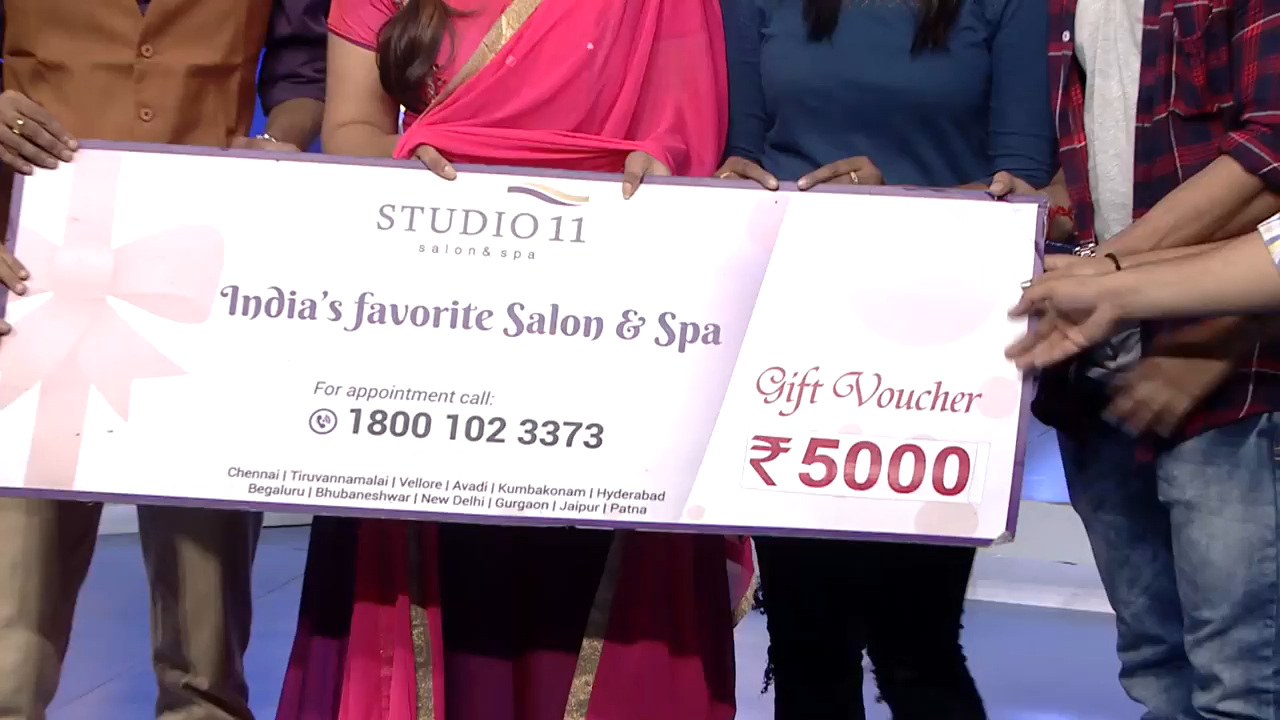 STUDIO 11
salon & spa
India's favorite Salon & Spa
For appointment call:
1800 102 3373
Chennai | Tiruvannamalai | Vellore | Avadi | Kumbakonam | Hyderabad
Begaluru | Bhubaneshwar | New Delhi | Gurgaon | Jaipur | Patna
Gift Voucher
₹5000